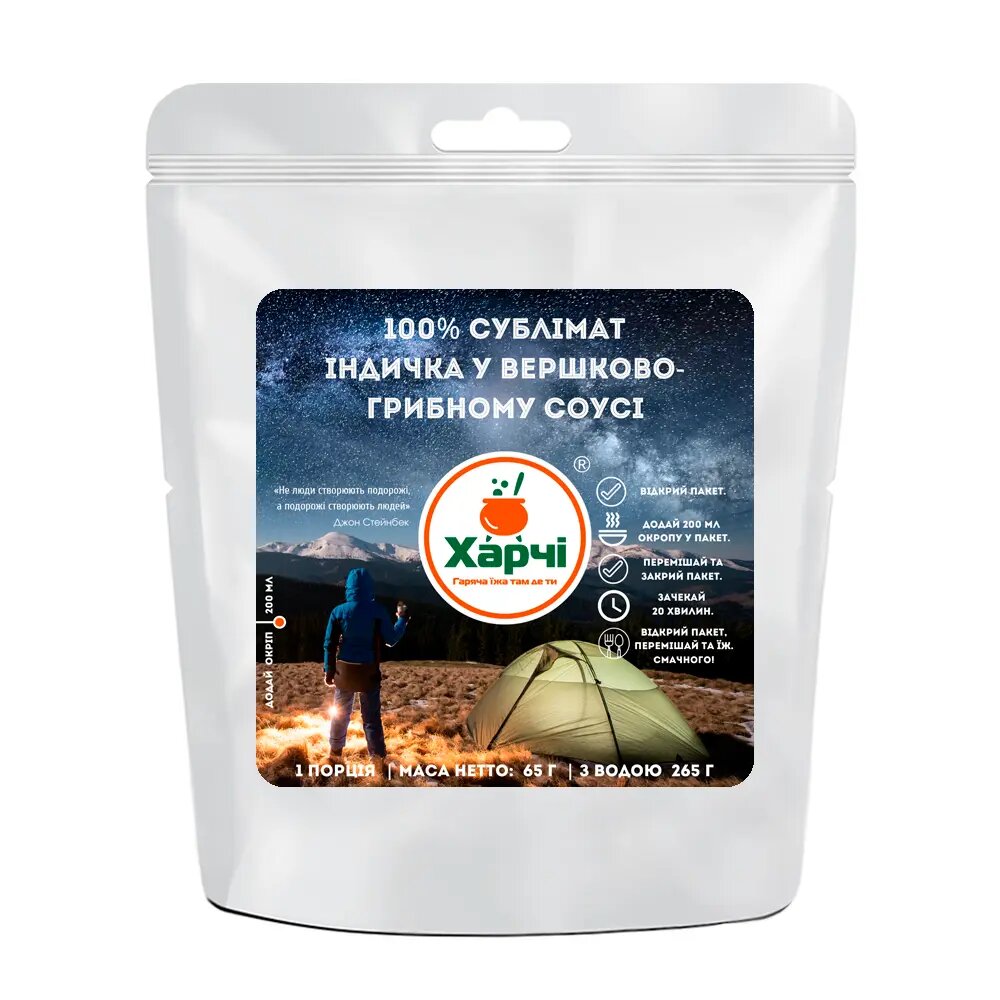 100% СУБЛІМАТ
ІНДИЧКА У ВЕРШКОВО-
ГРИБНОМУ СОУСІ
®
«Не люди створюють подорожі,
а подорожі створюють людей»
Джон Стейнбек
Харчі
Гаряча їжа там де ти
ВІДКРИЙ ПАКЕТ.
ДОДАЙ 200 МЛ
ОКРОПУ У ПАКЕТ.
ПЕРЕМІШАЙ ТА
ЗАКРИЙ ПАКЕТ.
ЗАЧЕКАЙ
20 ХВИЛИН.
ВІДКРИЙ ПАКЕТ,
ПЕРЕМІШАЙ ТА ЇЖ.
СМАЧНОГО!
ДОДАЙ ОКРІП 200 МЛ
1 ПОРЦІЯ | МАСА НЕТТО: 65 Г | З ВОДОЮ 265 Г